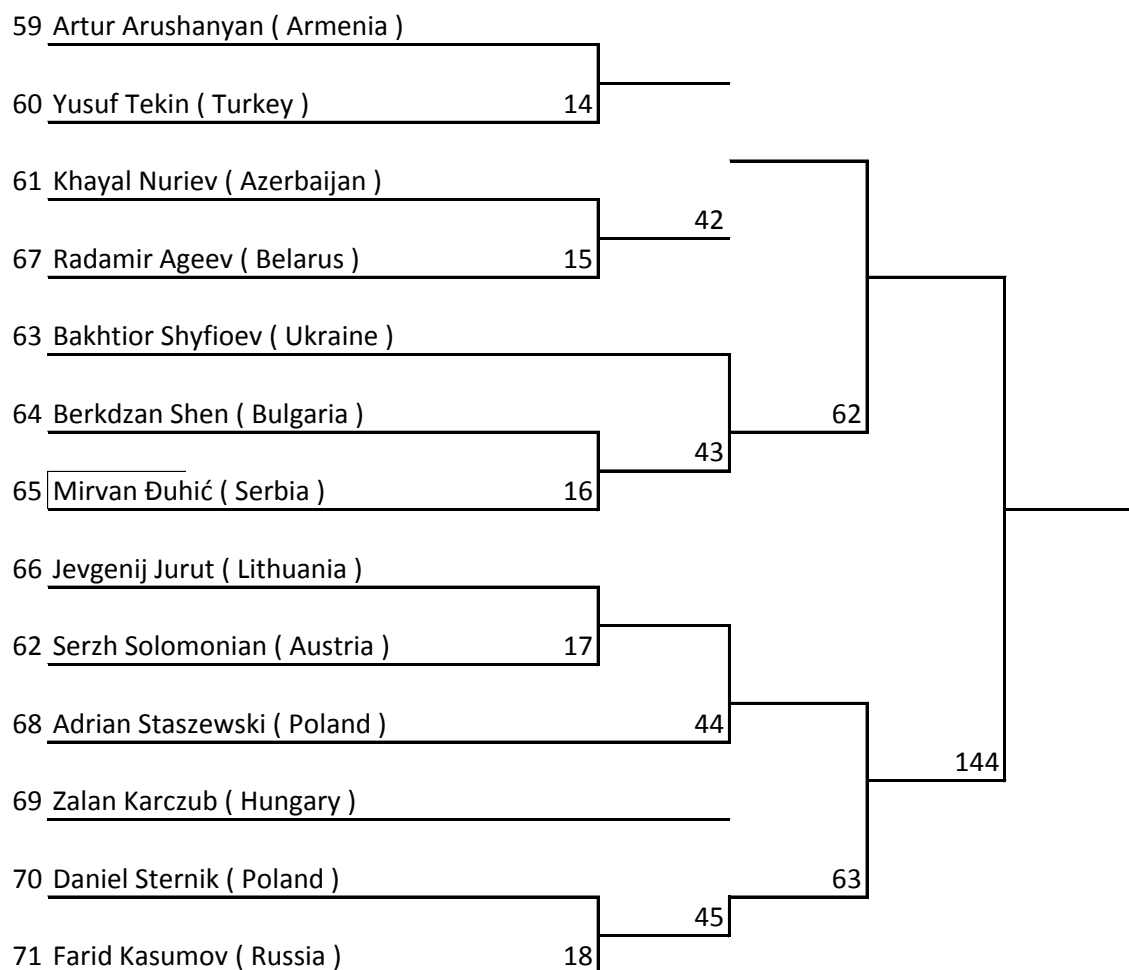 59 Artur Arushanyan ( Armenia )
60 Yusuf Tekin ( Turkey ) 14
61 Khayal Nuriev ( Azerbaijan )
42
67 Radamir Ageev ( Belarus ) 15
63 Bakhtior Shyfioev ( Ukraine )
64 Berkdzan Shen ( Bulgaria ) 62
43
65 Mirvan Đuhić ( Serbia ) 16
66 Jevgenij Jurut ( Lithuania )
62 Serzh Solomonian ( Austria ) 17
68 Adrian Staszewski ( Poland ) 44
144
69 Zalan Karczub ( Hungary )
70 Daniel Sternik ( Poland ) 63
45
71 Farid Kasumov ( Russia ) 18